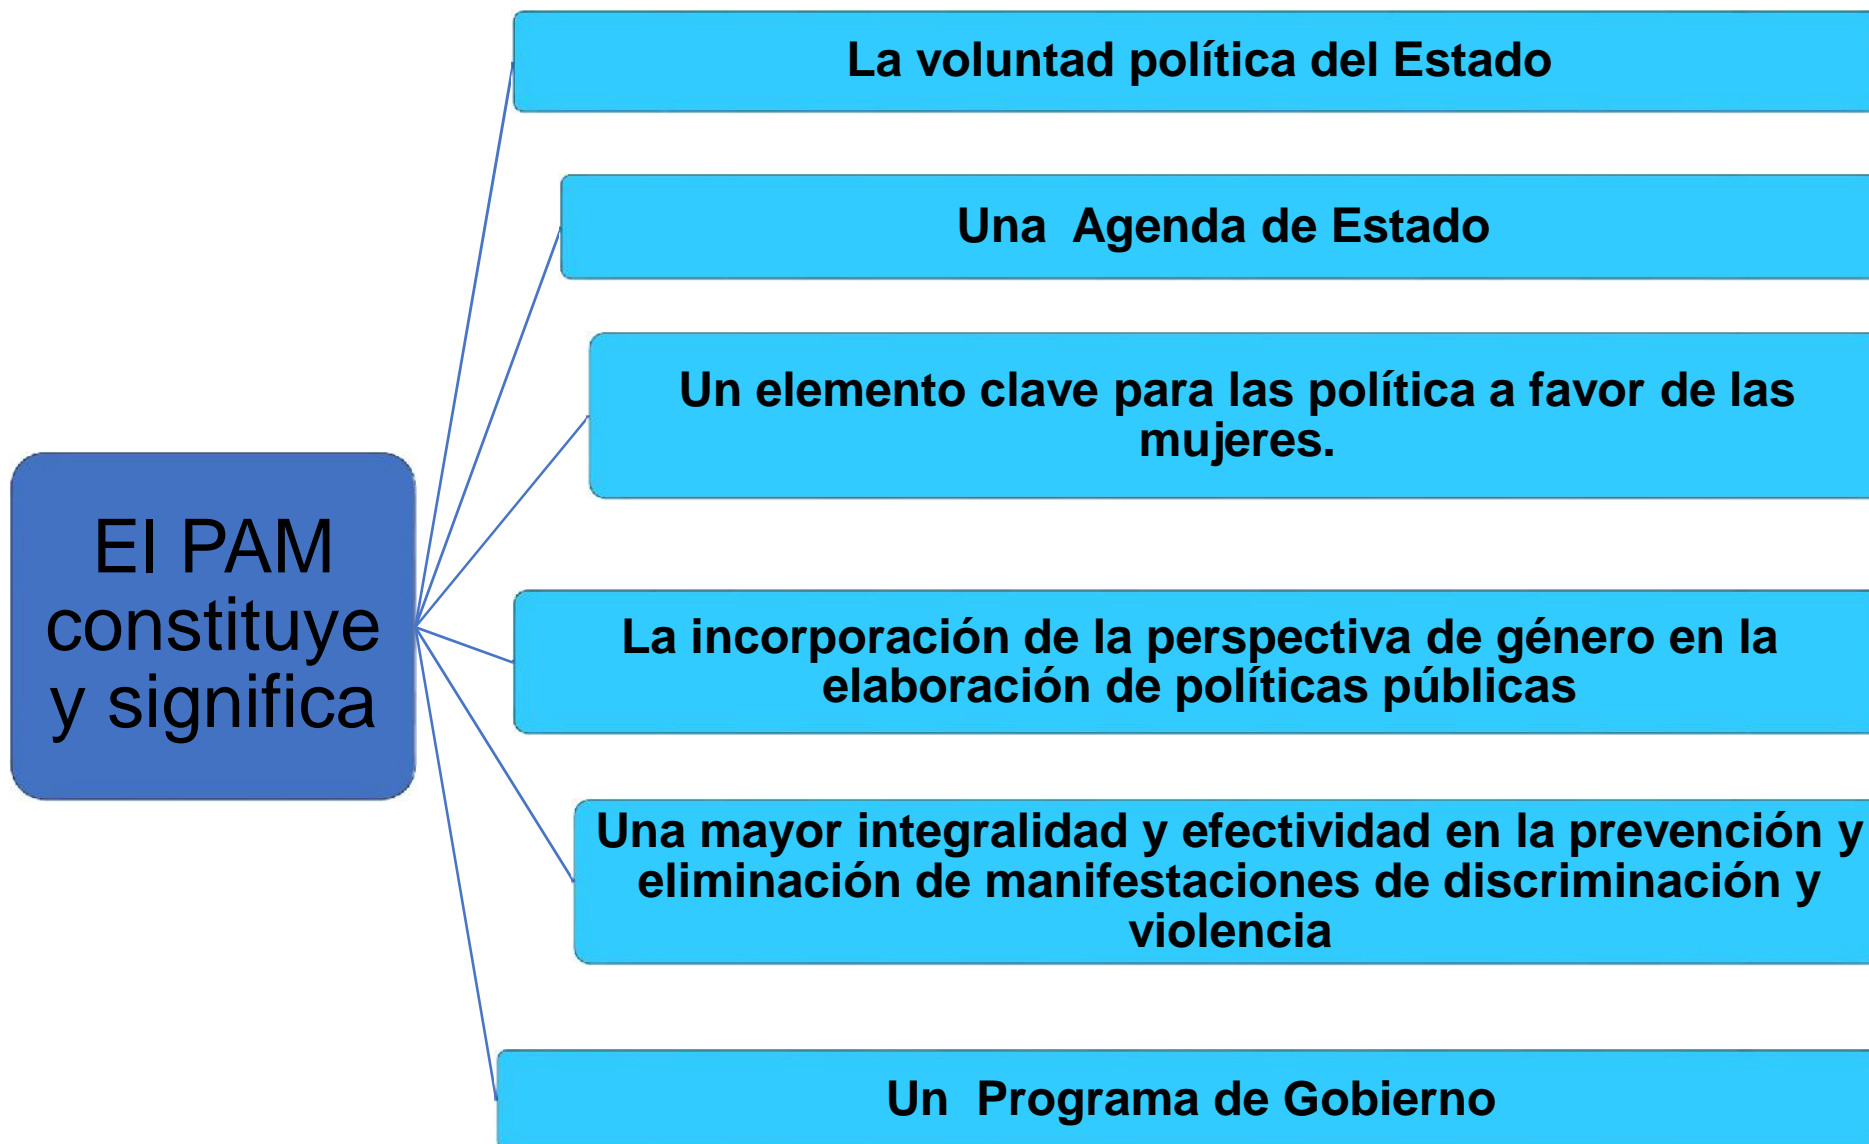 La voluntad política del Estado
Una Agenda de Estado
Un elemento clave para las política a favor de las
mujeres.
El PAM
constituye
y significa
La incorporación de la perspectiva de género en la
elaboración de políticas públicas
Una mayor integralidad y efectividad en la prevención y
eliminación de manifestaciones de discriminación y
violencia
Un Programa de Gobierno